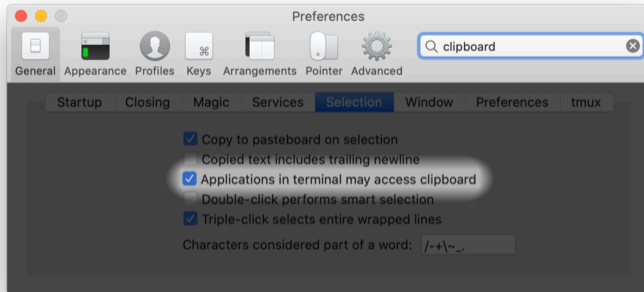 Preferences
clipboard
General Appearance Profiles Keys Arrangements Pointer Advanced
Startup Closing Magic Services Selection Window Preferences tmux
Copy to pasteboard on selection
Copied text includes trailing newline
Applications in terminal may access clipboard
Double-click performs smart selection
Triple-click selects entire wrapped lines
Characters considered part of a word: /-+\~_.